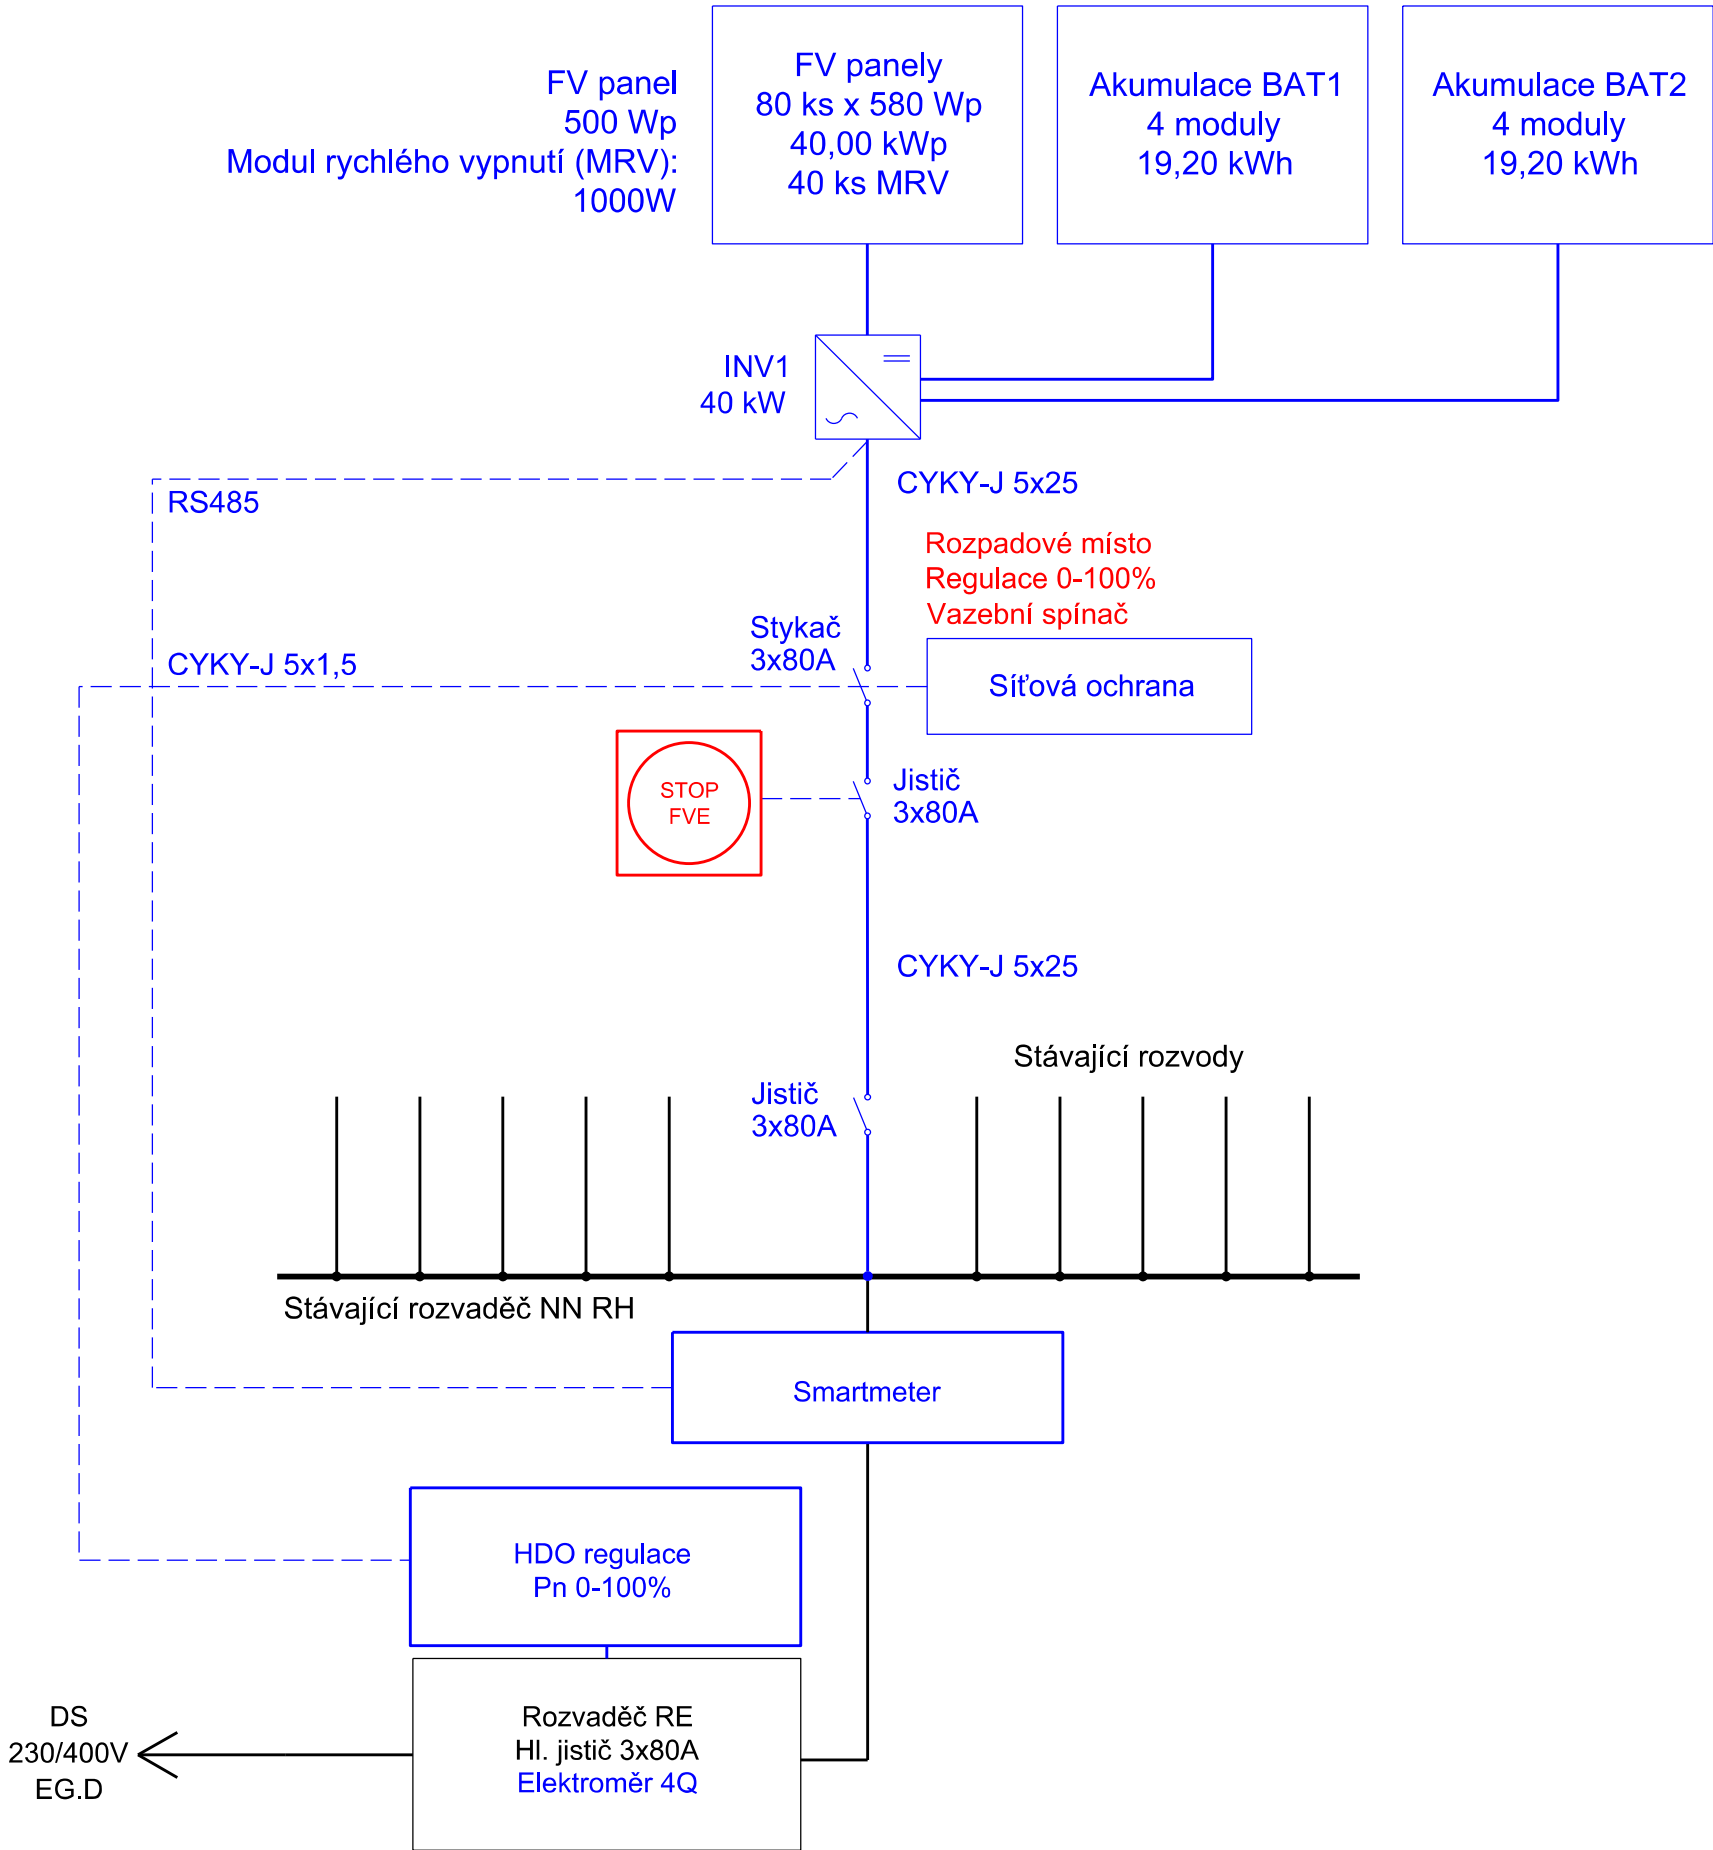 FV panel
500 Wp
Modul rychlého vypnutí (MRV):
1000W
FV panely
80 ks x 580 Wp
40,00 kWp
40 ks MRV
Akumulace BAT1
4 moduly
19,20 kWh
Akumulace BAT2
4 moduly
19,20 kWh
INV1
40 kW
RS485
CYKY-J 5x25
Rozpadové místo
Regulace 0-100%
Vazební spínač
Stykač
3x80A
CYKY-J 5x1,5
Síťová ochrana
STOP
FVE
Jistič
3x80A
CYKY-J 5x25
Stávající rozvody
Jistič
3x80A
Stávající rozvaděč NN RH
Smartmeter
HDO regulace
Pn 0-100%
DS
230/400V
EG.D
Rozvaděč RE
Hl. jistič 3x80A
Elektroměr 4Q